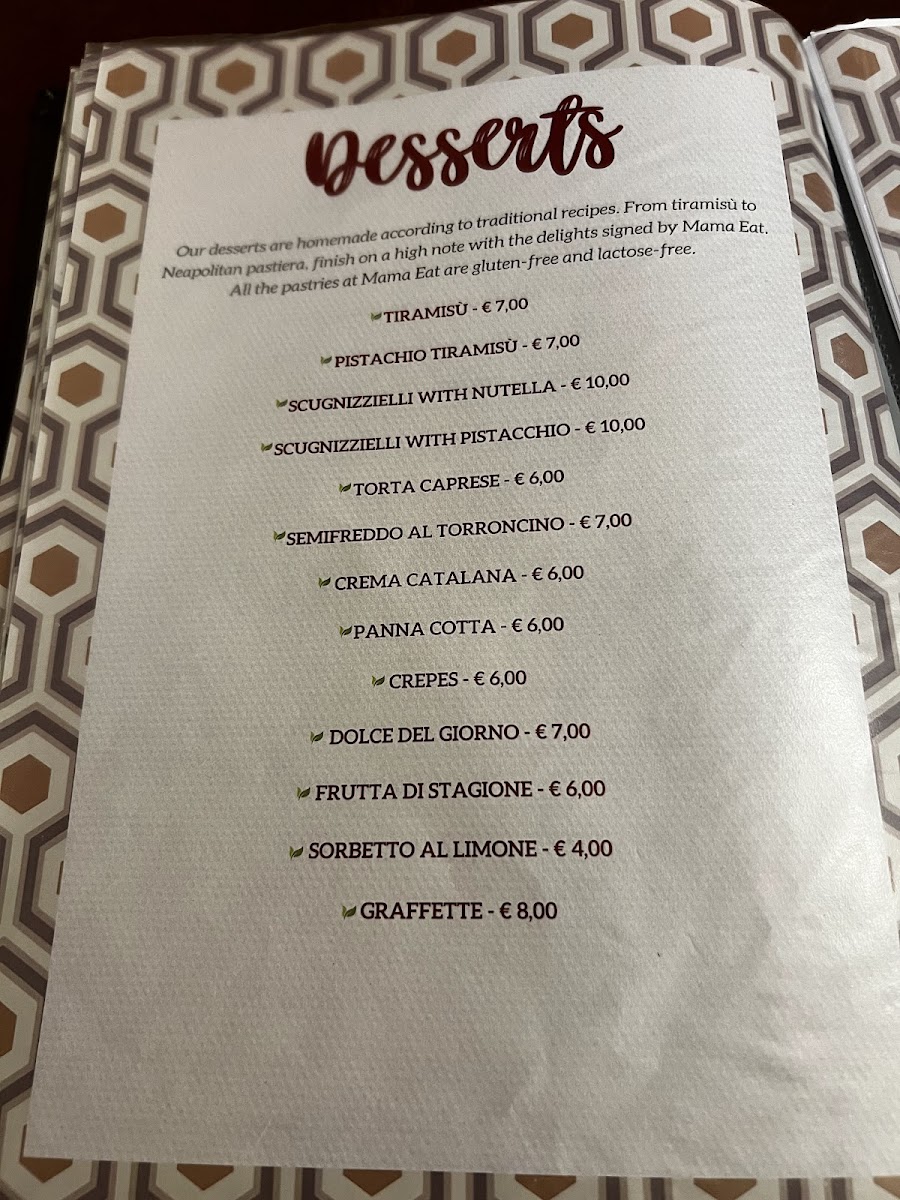 Desserts
Our desserts are homemade according to traditional recipes. From tiramisù to
Neapolitan pastiera, finish on a high note with the delights signed by Mama Eat.
All the pastries at Mama Eat are gluten-free and lactose-free.
TIRAMISÙ - € 7,00
PISTACHIO TIRAMISÙ - € 7,00
SCUGNIZZIELLI WITH NUTELLA - € 10,00
SCUGNIZZIELLI WITH PISTACCHIO - € 10,00
TORTA CAPRESE - € 6,00
SEMIFREDDO AL TORRONCINO - € 7,00
CREMA CATALANA - € 6,00
PANNA COTTA - € 6,00
CREPES - € 6,00
DOLCE DEL GIORNO - € 7,00
FRUTTA DI STAGIONE - € 6,00
SORBETTO AL LIMONE - € 4,00
GRAFFETTE - € 8,00